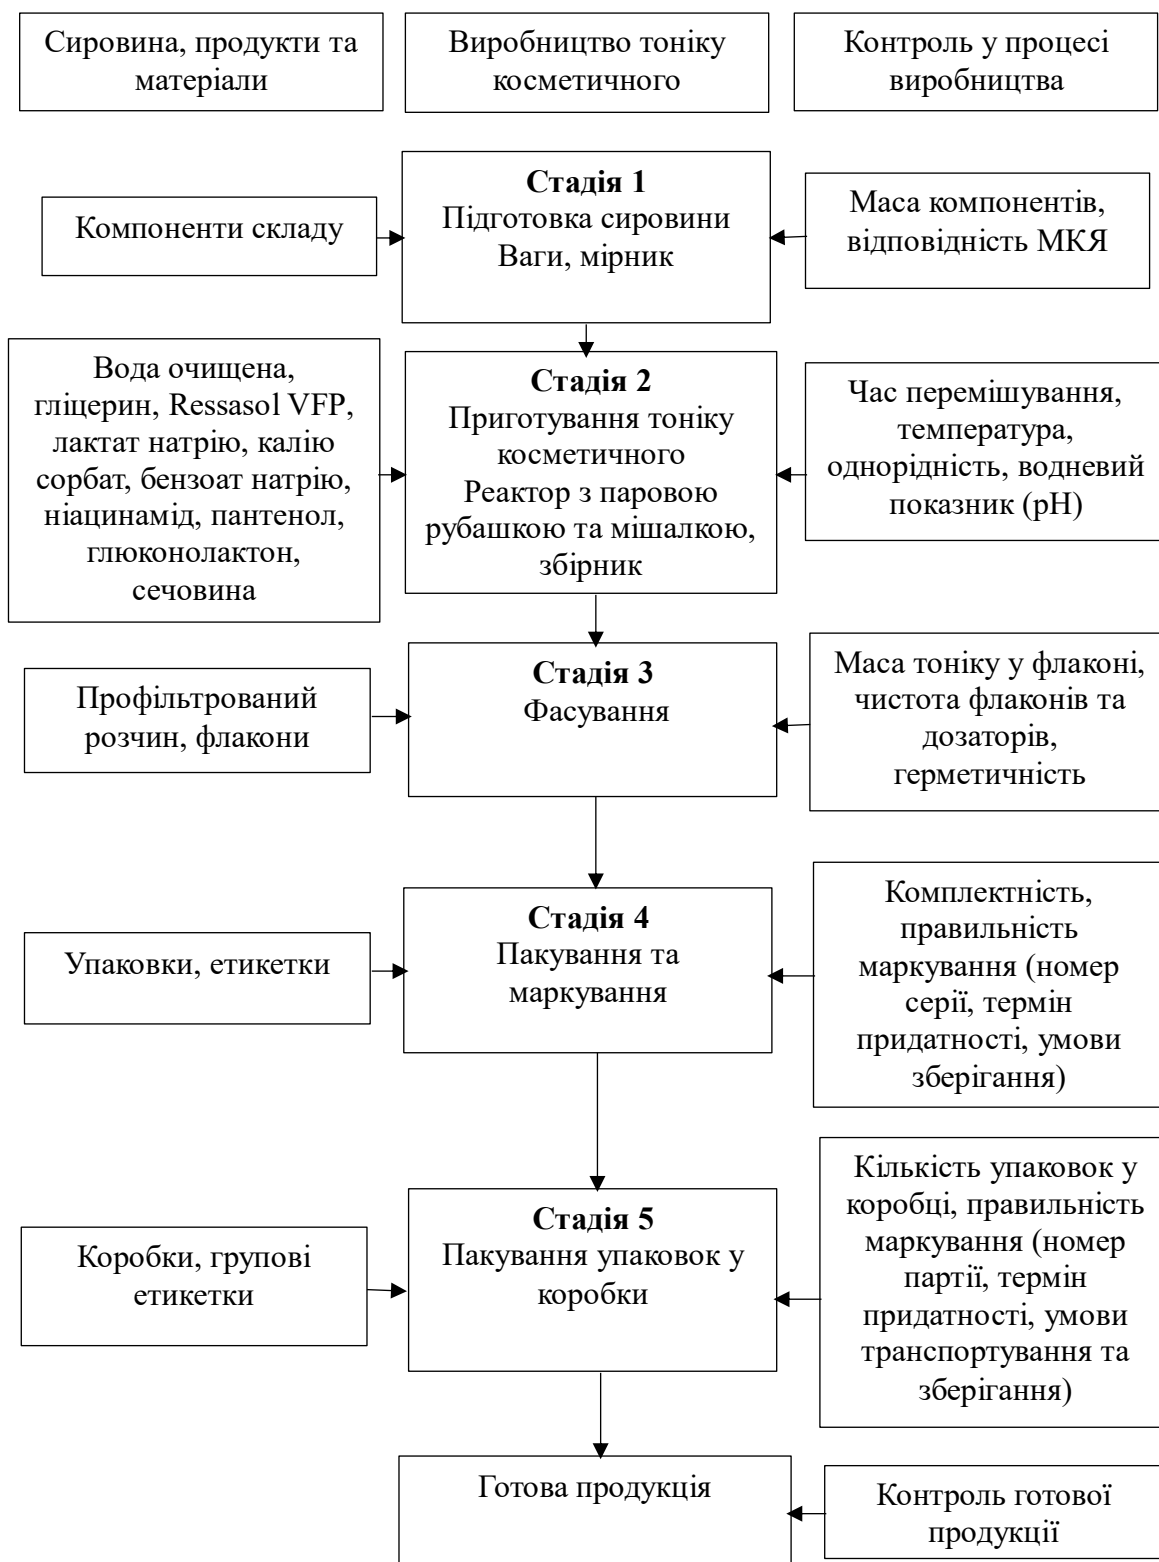 Сировина, продукти та
матеріали
Виробництво тоніку
косметичного
Контроль у процесі
виробництва
Компоненти складу
Стадія 1
Підготовка сировини
Ваги, мірник
Маса компонентів,
відповідність МКЯ
Вода очищена,
гліцерин, Ressasol VFP,
лактат натрію, калію
сорбат, бензоат натрію,
ніацинамід, пантенол,
глюконолактон,
сечовина
Стадія 2
Приготування тоніку
косметичного
Реактор з паровою
рубашкою та мішалкою,
збірник
Час перемішування,
температура,
однорідність, водневий
показник (pH)
Профільтрований
розчин, флакони
Стадія 3
Фасування
Маса тоніку у флаконі,
чистота флаконів та
дозаторів,
герметичність
Упаковки, етикетки
Стадія 4
Пакування та
маркування
Комплектність,
правильність
маркування (номер
серії, термін
придатності, умови
зберігання)
Коробки, групові
етикетки
Стадія 5
Пакування упаковок у
коробки
Кількість упаковок у
коробці, правильність
маркування (номер
партії, термін
придатності, умови
транспортування та
зберігання)
Готова продукція
Контроль готової
продукції